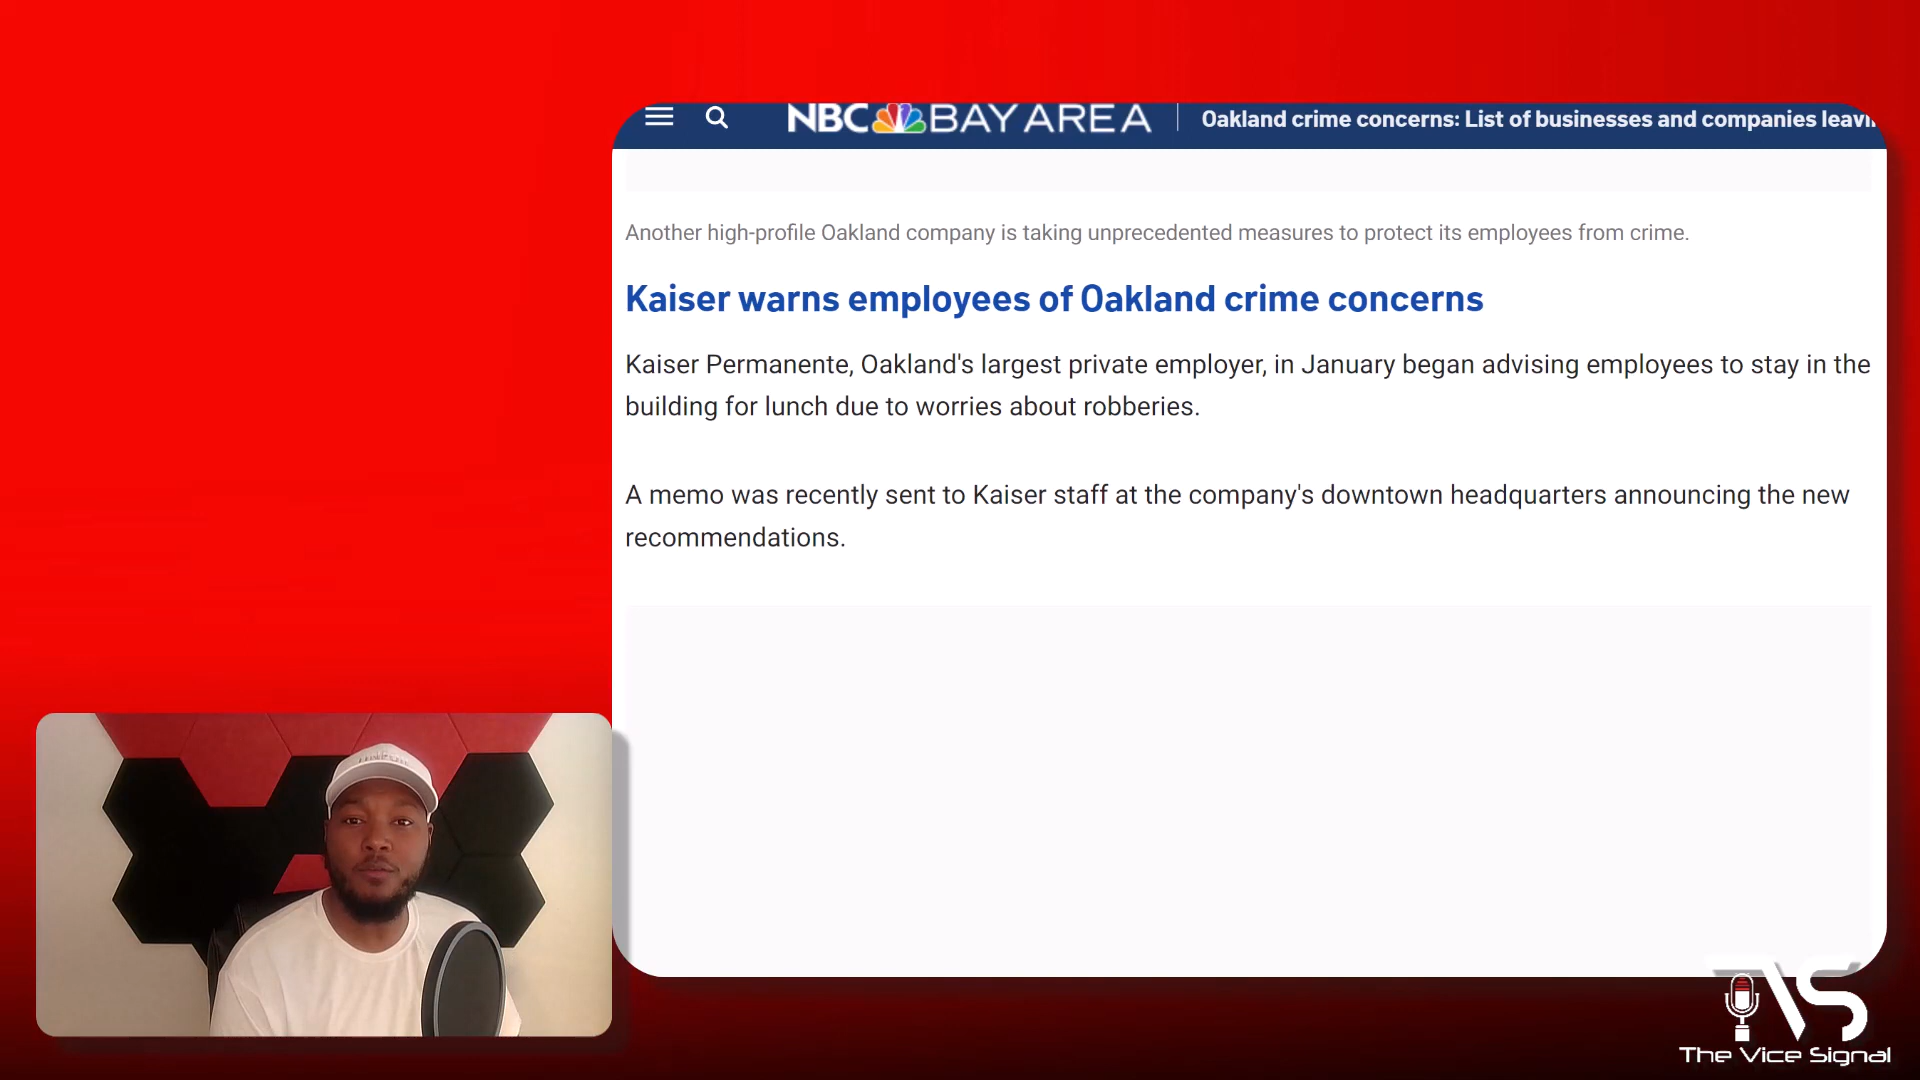 NBC BAY AREA
Oakland crime concerns: List of businesses and companies
Another high-profile Oakland company is taking unprecedented measures to protect its employees from crime.
Kaiser warns employees of Oakland crime concerns
Kaiser Permanente, Oakland's largest private employer, in January began advising employees to stay in the
building for lunch due to worries about robberies.
A memo was recently sent to Kaiser staff at the company's downtown headquarters announcing the new
recommendations.
TVS
The Vice Signal